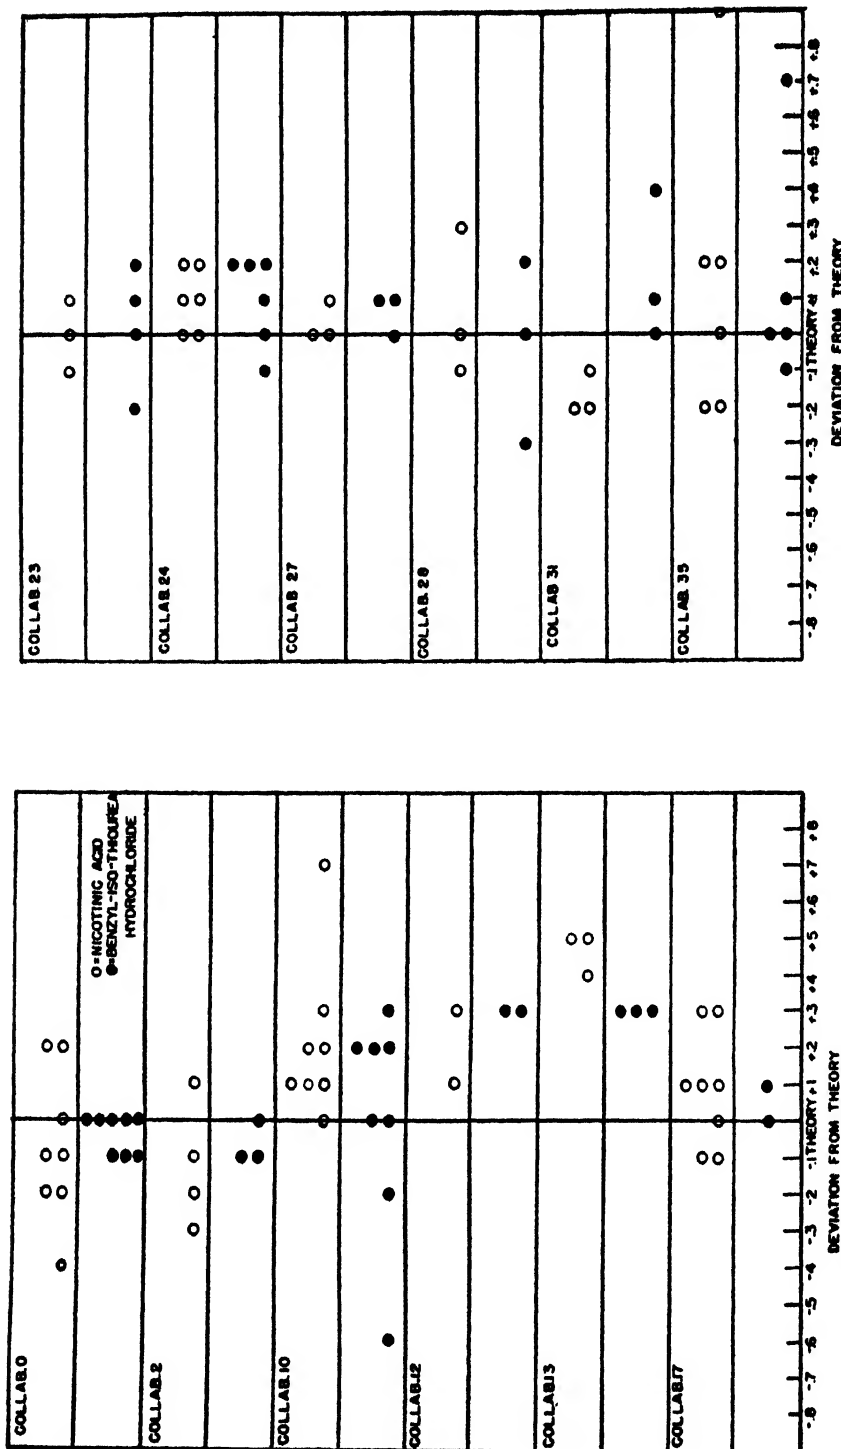 COLLAB.0
O=NICOTINIC ACID
●=BENZYL-ISO-THIOUREA
HYDROCHLORIDE
COLLAB.2
COLLAB.10
COLLAB.12
COLLAB.13
COLLAB.17
-.8 -.7 -.6 -.5 -.4 -.3 -.2 -.1 THEORY +.1 +.2 +.3 +.4 +.5 +.6 +.7 +.8
DEVIATION FROM THEORY
COLLAB. 23
COLLAB. 24
COLLAB. 27
COLLAB. 28
COLLAB. 31
COLLAB. 35
-.8 -.7 -.6 -.5 -.4 -.3 -.2 -.1 THEORY +.1 +.2 +.3 +.4 +.5 +.6 +.7 +.8
DEVIATION FROM THEORY